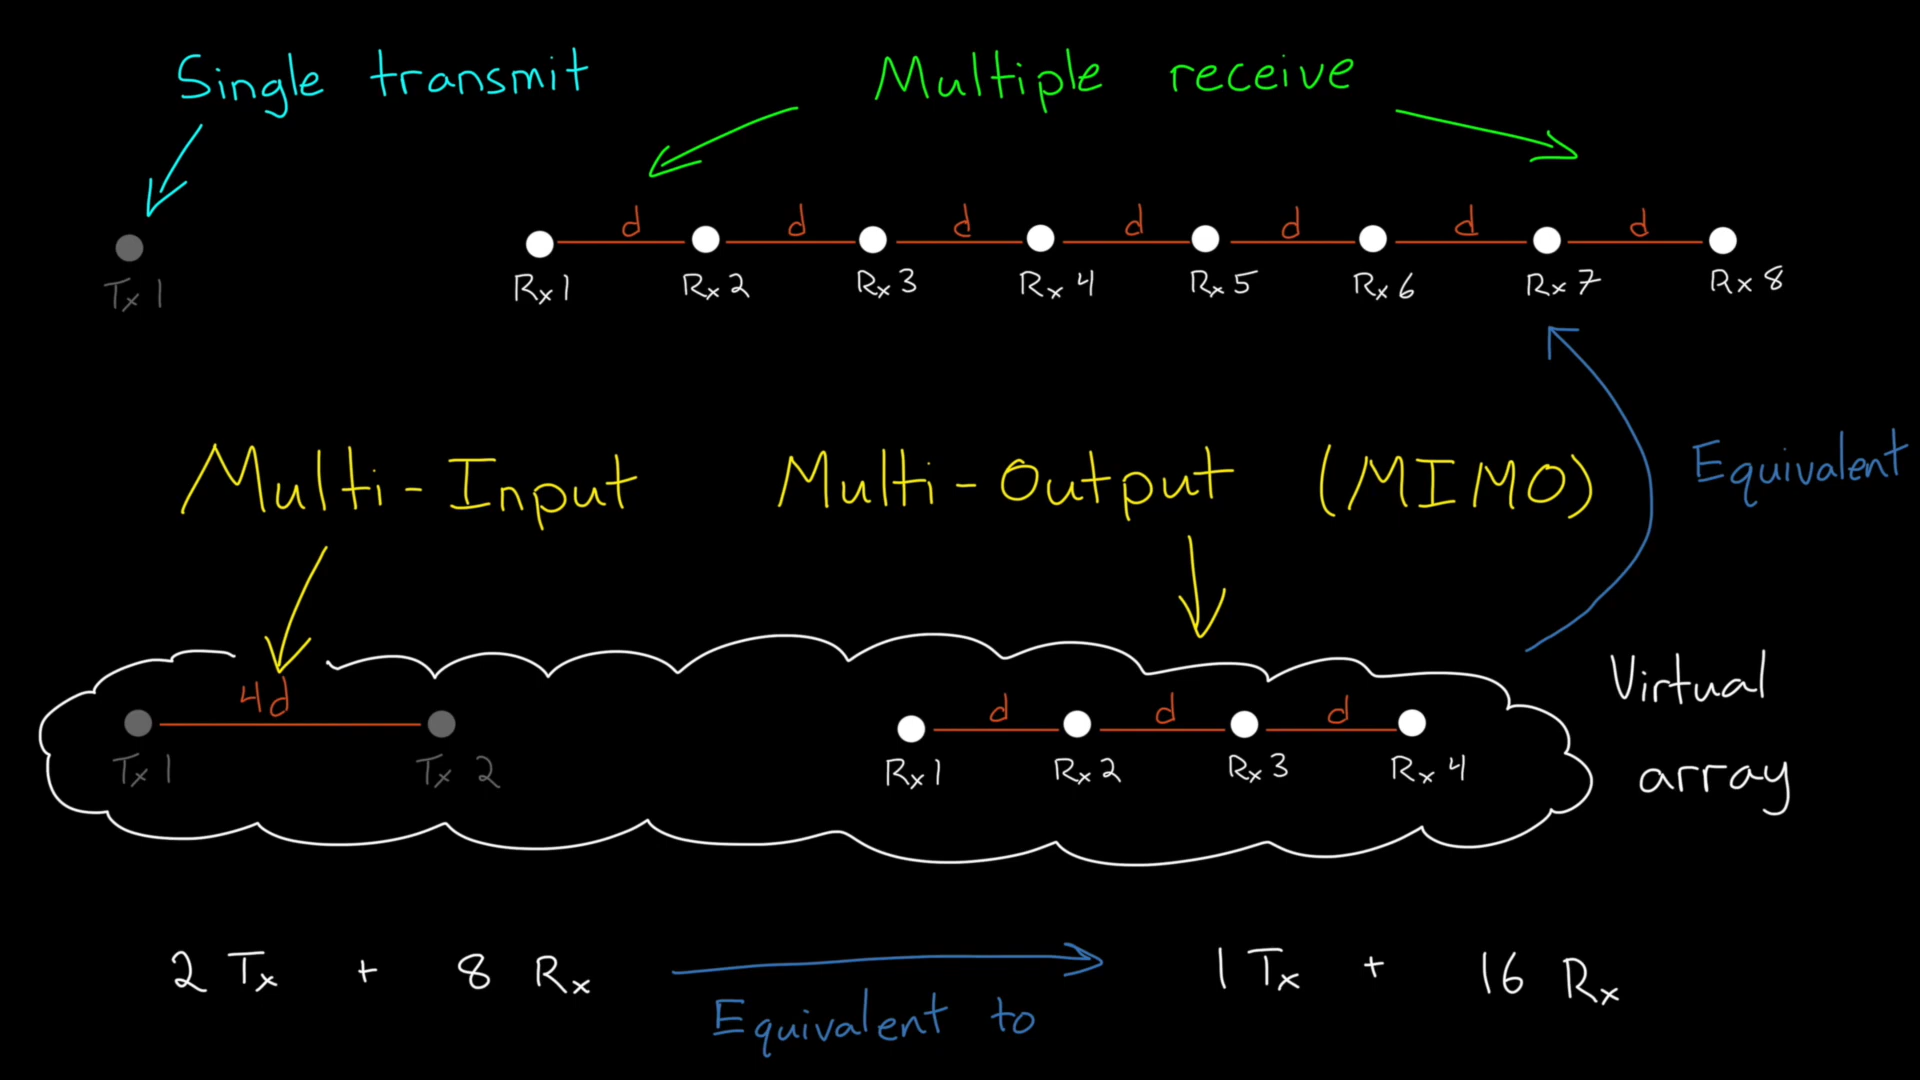 Single transmit
Multiple receive
d d d d d d d
Tx 1
Rx 1 Rx 2 Rx 3 Rx 4 Rx 5 Rx 6 Rx 7 Rx 8
Multi-Input Multi-Output (MIMO)
Equivalent
4d
d d d
Tx 1 Tx 2
Rx 1 Rx 2 Rx 3 Rx 4
Virtual
array
2 Tx + 8 Rx
Equivalent to
1 Tx + 16 Rx